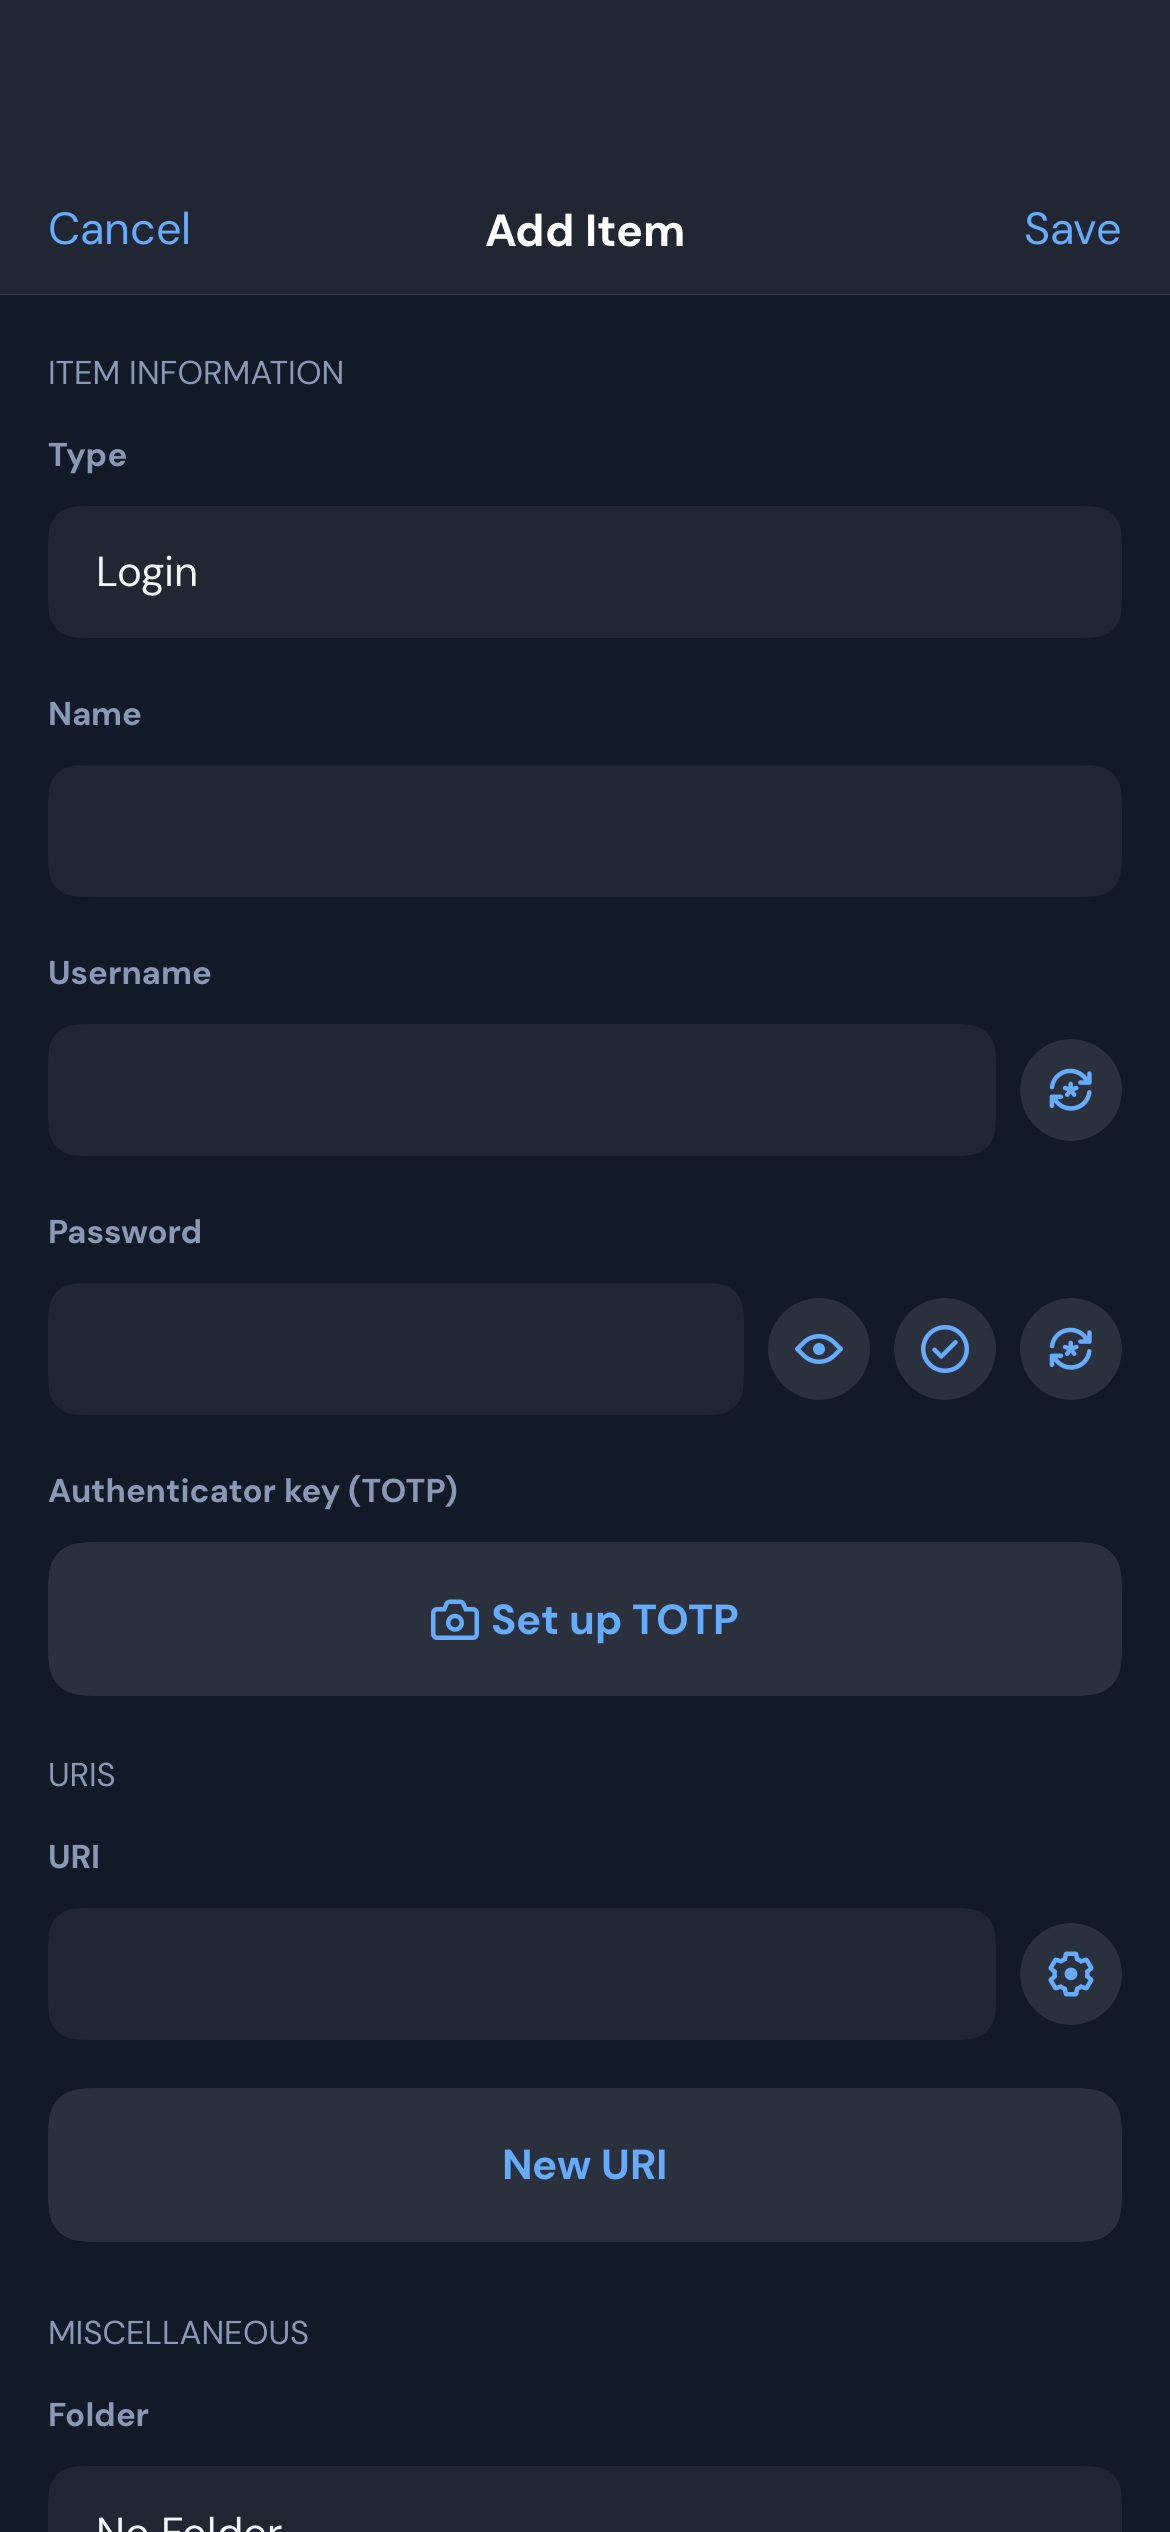 Cancel
Add Item
Save
ITEM INFORMATION
Type
Login
Name
Username
Password
Authenticator key (TOTP)
Set up TOTP
URIS
URI
New URI
MISCELLANEOUS
Folder
No Folder